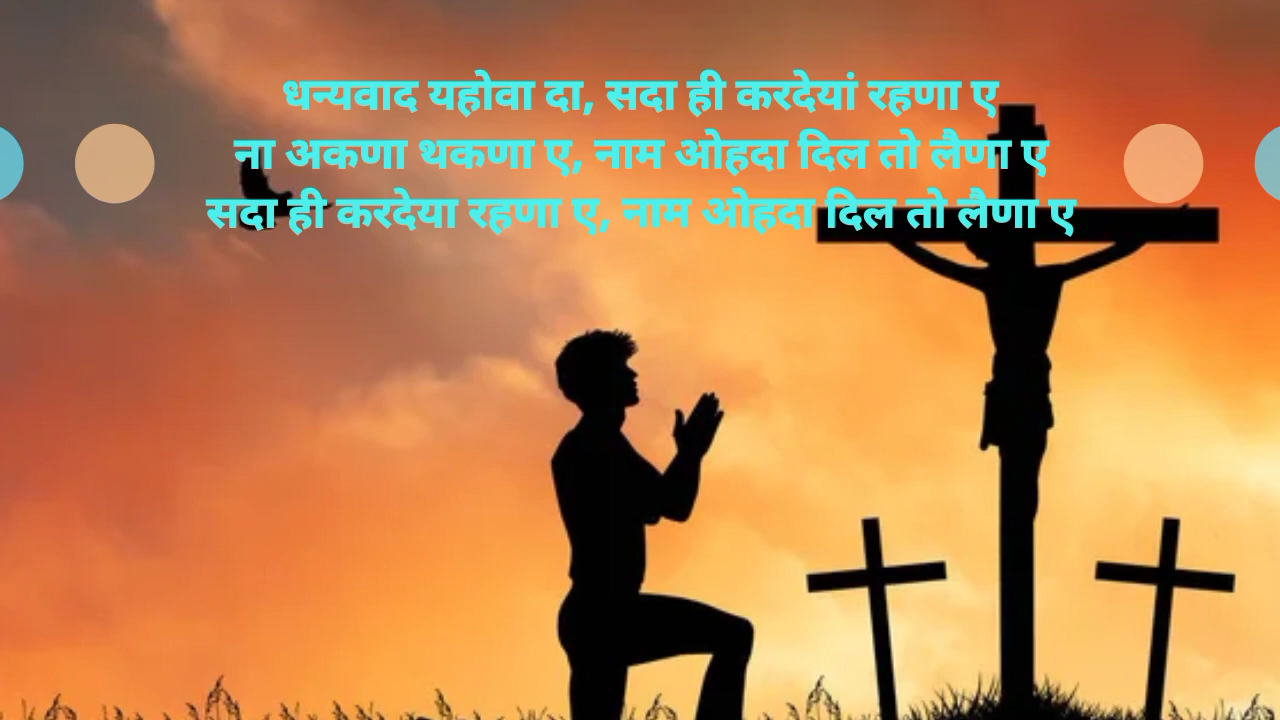 धन्यवाद यहोवा दा, सदा ही करदेयां रहणा ए
ना अकणा थकणा ए, नाम ओहदा दिल तो लैणा ए
सदा ही करदेया रहणा ए, नाम ओहदा दिल तो लैणा ए